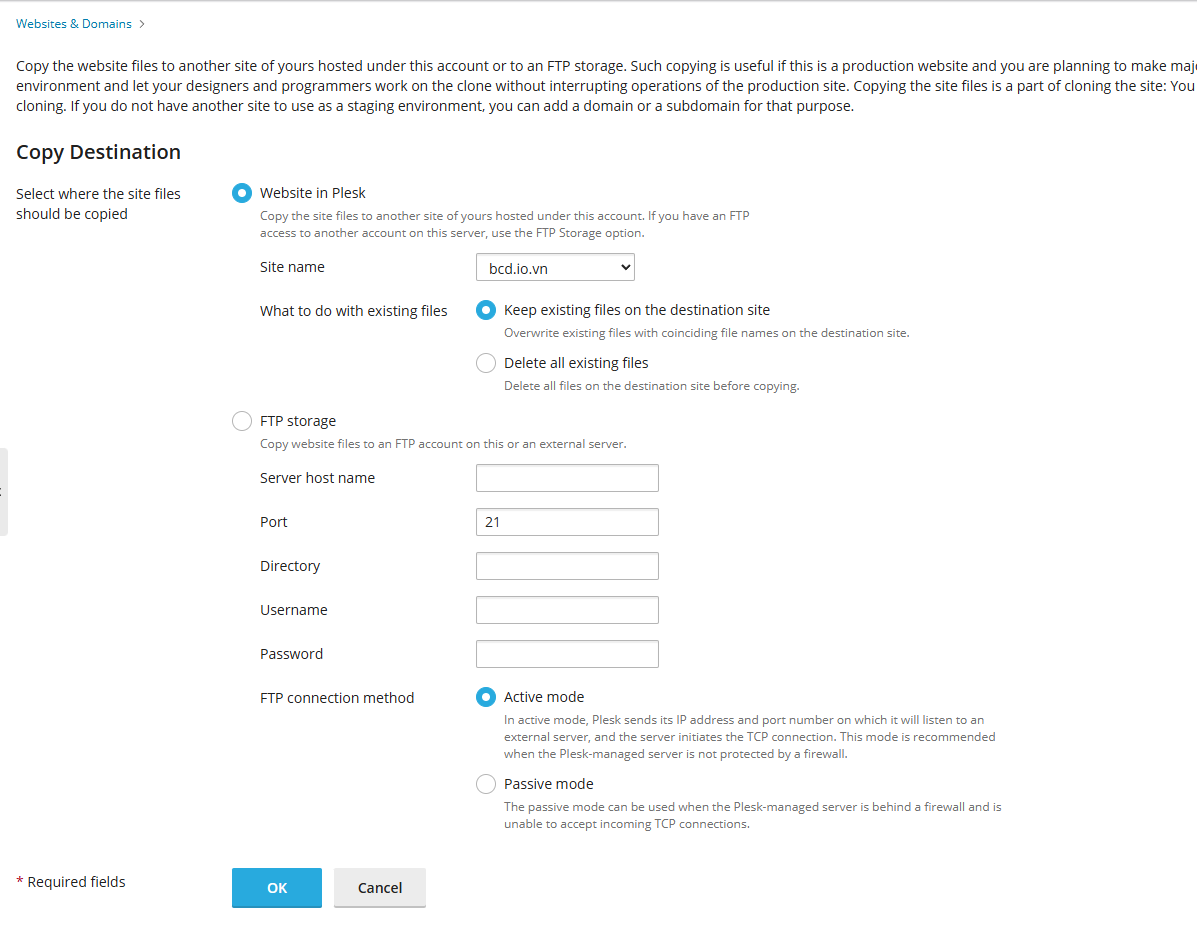 Websites & Domains >
Copy the website files to another site of yours hosted under this account or to an FTP storage. Such copying is useful if this is a production website and you are planning to make maj
environment and let your designers and programmers work on the clone without interrupting operations of the production site. Copying the site files is a part of cloning the site: You
cloning. If you do not have another site to use as a staging environment, you can add a domain or a subdomain for that purpose.
Copy Destination
Select where the site files
should be copied
Website in Plesk
Copy the site files to another site of yours hosted under this account. If you have an FTP
access to another account on this server, use the FTP Storage option.
Site name
bcd.io.vn
What to do with existing files
Keep existing files on the destination site
Overwrite existing files with coinciding file names on the destination site.
Delete all existing files
Delete all files on the destination site before copying.
FTP storage
Copy website files to an FTP account on this or an external server.
Server host name
Port
21
Directory
Username
Password
FTP connection method
Active mode
In active mode, Plesk sends its IP address and port number on which it will listen to an
external server, and the server initiates the TCP connection. This mode is recommended
when the Plesk-managed server is not protected by a firewall.
Passive mode
The passive mode can be used when the Plesk-managed server is behind a firewall and is
unable to accept incoming TCP connections.
* Required fields
OK
Cancel